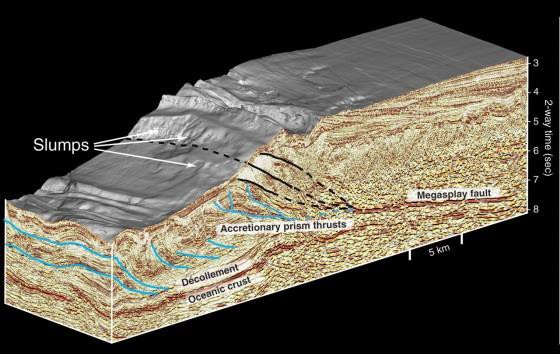 Slumps
3
4
5
6
7
8
2-way time (sec)
Megasplay fault
Accretionary prism thrusts
Décollement
Oceanic crust
5 km